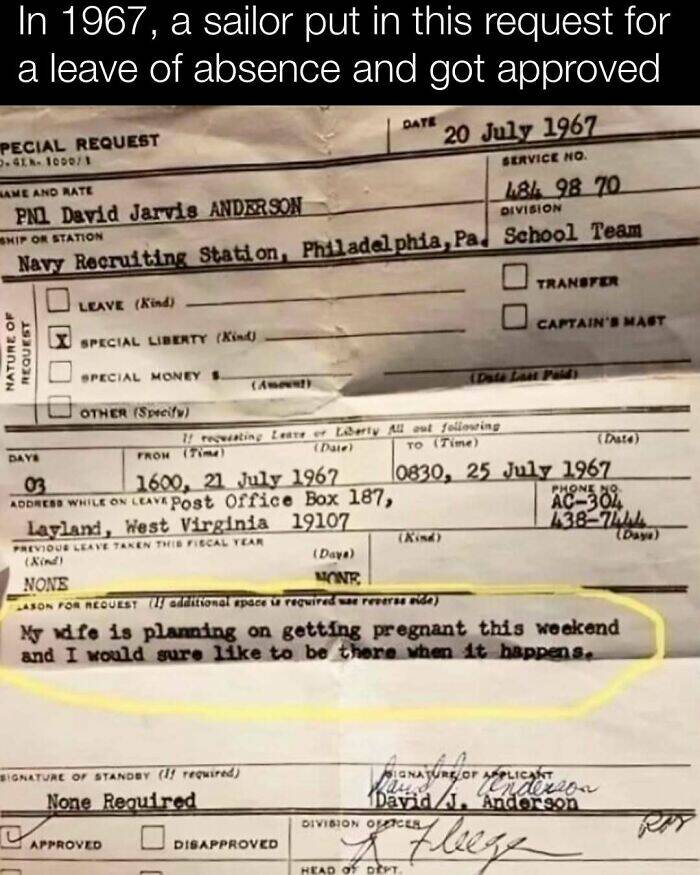 In 1967, a sailor put in this request for
a leave of absence and got approved
PECIAL REQUEST
DATE 20 July 1967
SERVICE NO.
NAME AND RATE
484 98 70
PN1 David Jarvis ANDERSON
DIVISION
SHIP OR STATION
Navy Recruiting Station, Philadelphia, Pa. School Team
NATURE OF REQUEST
LEAVE (Kind)
TRANSFER
X SPECIAL LIBERTY (Kind)
CAPTAIN'S MAST
SPECIAL MONEY $ (Amount) (Date Last Paid)
OTHER (Specify)
If requesting Leave or Liberty fill out following
DAYS FROM (Time) (Date) TO (Time) (Date)
03 1600, 21 July 1967 0830, 25 July 1967
ADDRESS WHILE ON LEAVE Post Office Box 187,
PHONE NO.
AC-304
Layland, West Virginia 19107
438-7444
PREVIOUS LEAVE TAKEN THIS FISCAL YEAR
(Kind) (Days) (Kind) (Days)
NONE NONE
EASON FOR REQUEST (If additional space is required use reverse side)
My wife is planning on getting pregnant this weekend
and I would sure like to be there when it happens.
SIGNATURE OF STANDBY (If required)
SIGNATURE OF APPLICANT
David J. Anderson
None Required
David J. Anderson
APPROVED
DISAPPROVED
DIVISION OFFICER
HEAD OF DEPT.